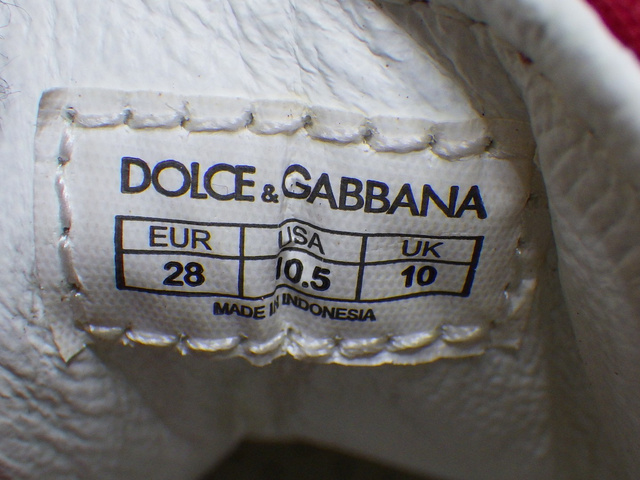 DOLCE & GABBANA
EUR USA UK
28 10.5 10
MADE IN INDONESIA